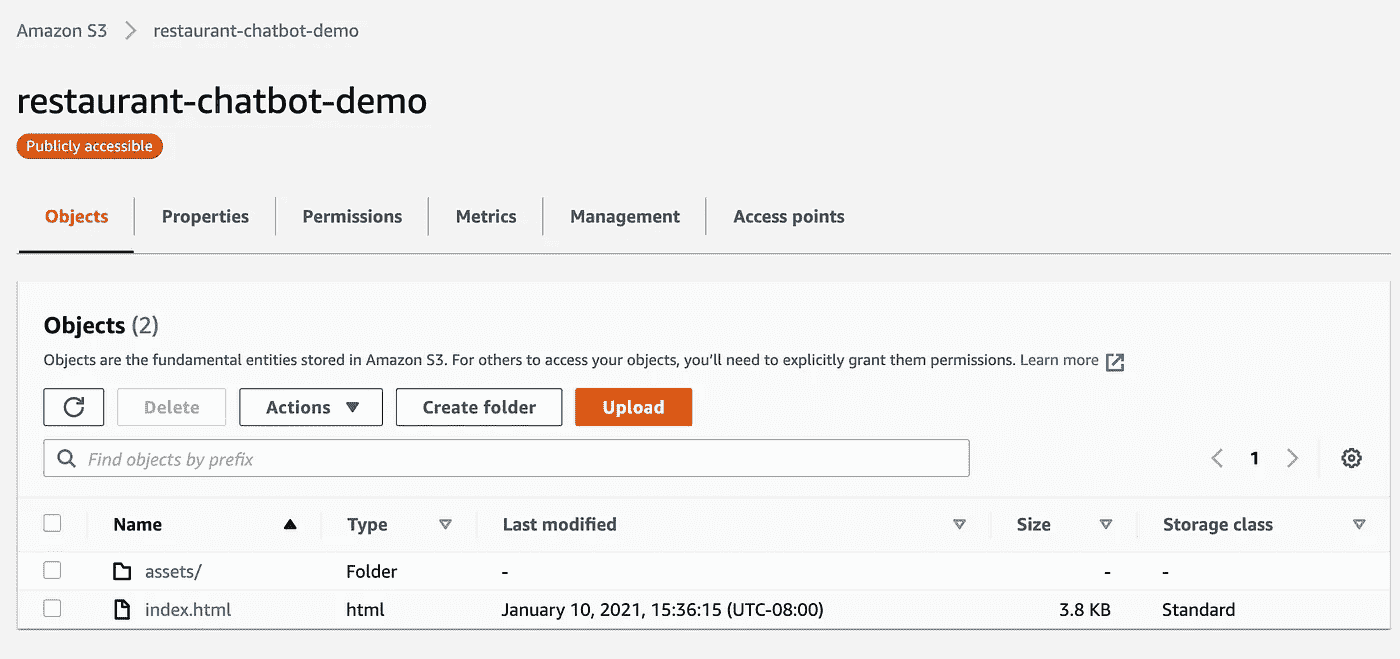 Amazon S3 > restaurant-chatbot-demo
restaurant-chatbot-demo
Publicly accessible
Objects Properties Permissions Metrics Management Access points
Objects (2)
Objects are the fundamental entities stored in Amazon S3. For others to access your objects, you’ll need to explicitly grant them permissions. Learn more
Delete Actions Create folder Upload
Find objects by prefix 1
Name Type Last modified Size Storage class
assets/ Folder - - -
index.html html January 10, 2021, 15:36:15 (UTC-08:00) 3.8 KB Standard